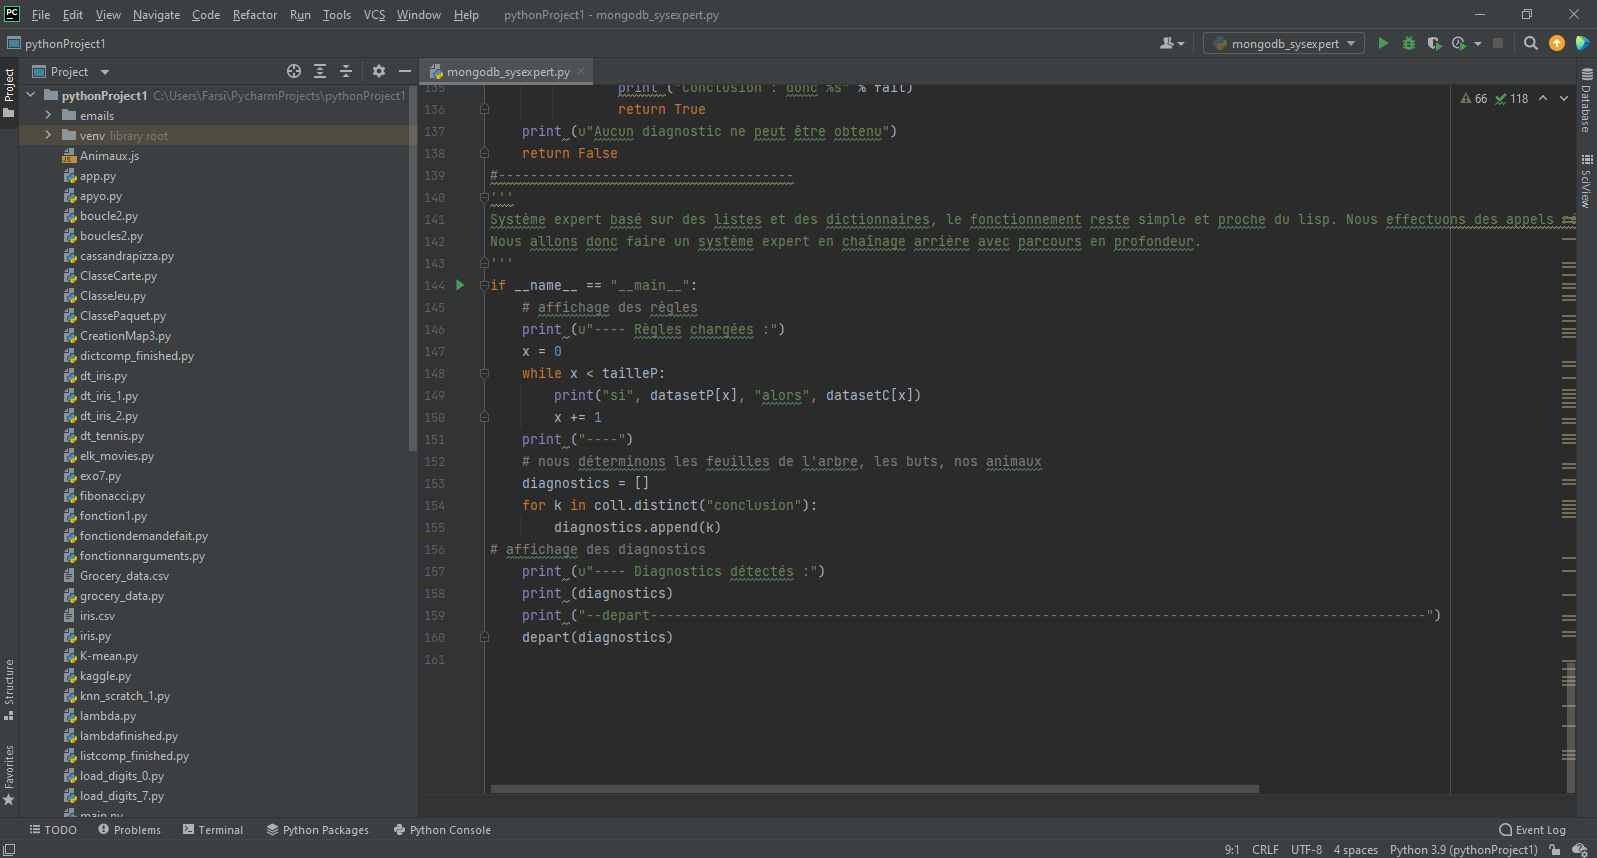 PC File Edit View Navigate Code Refactor Run Tools VCS Window Help pythonProject1 - mongodb_sysexpert.py
pythonProject1 mongodb_sysexpert
Project mongodb_sysexpert.py
Project
pythonProject1 C:\Users\Farsi\PycharmProjects\pythonProject1
emails
venv library root
Animaux.js
app.py
apyo.py
boucle2.py
boucles2.py
cassandrapizza.py
ClasseCarte.py
ClasseJeu.py
ClassePaquet.py
CreationMap3.py
dictcomp_finished.py
dt_iris.py
dt_iris_1.py
dt_iris_2.py
dt_tennis.py
elk_movies.py
exo7.py
fibonacci.py
fonction1.py
fonctiondemandefait.py
fonctionnarguments.py
Grocery_data.csv
grocery_data.py
iris.csv
iris.py
K-mean.py
kaggle.py
knn_scratch_1.py
lambda.py
lambdafinished.py
listcomp_finished.py
load_digits_0.py
load_digits_7.py
main.py
Structure
Favorites
66 118
135 print ("Conclusion : donc %s" % fait)
136 return True
137 print (u"Aucun diagnostic ne peut être obtenu")
138 return False
139 #-------------------------------------
140 '''
141 Système expert basé sur des listes et des dictionnaires, le fonctionnement reste simple et proche du lisp. Nous effectuons des appels
142 Nous allons donc faire un système expert en chaînage arrière avec parcours en profondeur.
143 '''
144 if __name__ == "__main__":
145 # affichage des règles
146 print (u"---- Règles chargées :")
147 x = 0
148 while x < tailleP:
149 print("si", datasetP[x], "alors", datasetC[x])
150 x += 1
151 print ("----")
152 # nous déterminons les feuilles de l'arbre, les buts, nos animaux
153 diagnostics = []
154 for k in coll.distinct("conclusion"):
155 diagnostics.append(k)
156 # affichage des diagnostics
157 print (u"---- Diagnostics détectés :")
158 print (diagnostics)
159 print ("--depart-------------------------------------------------------------------------------------------------")
160 depart(diagnostics)
161
Database
SciView
TODO Problems Terminal Python Packages Python Console Event Log
9:1 CRLF UTF-8 4 spaces Python 3.9 (pythonProject1)